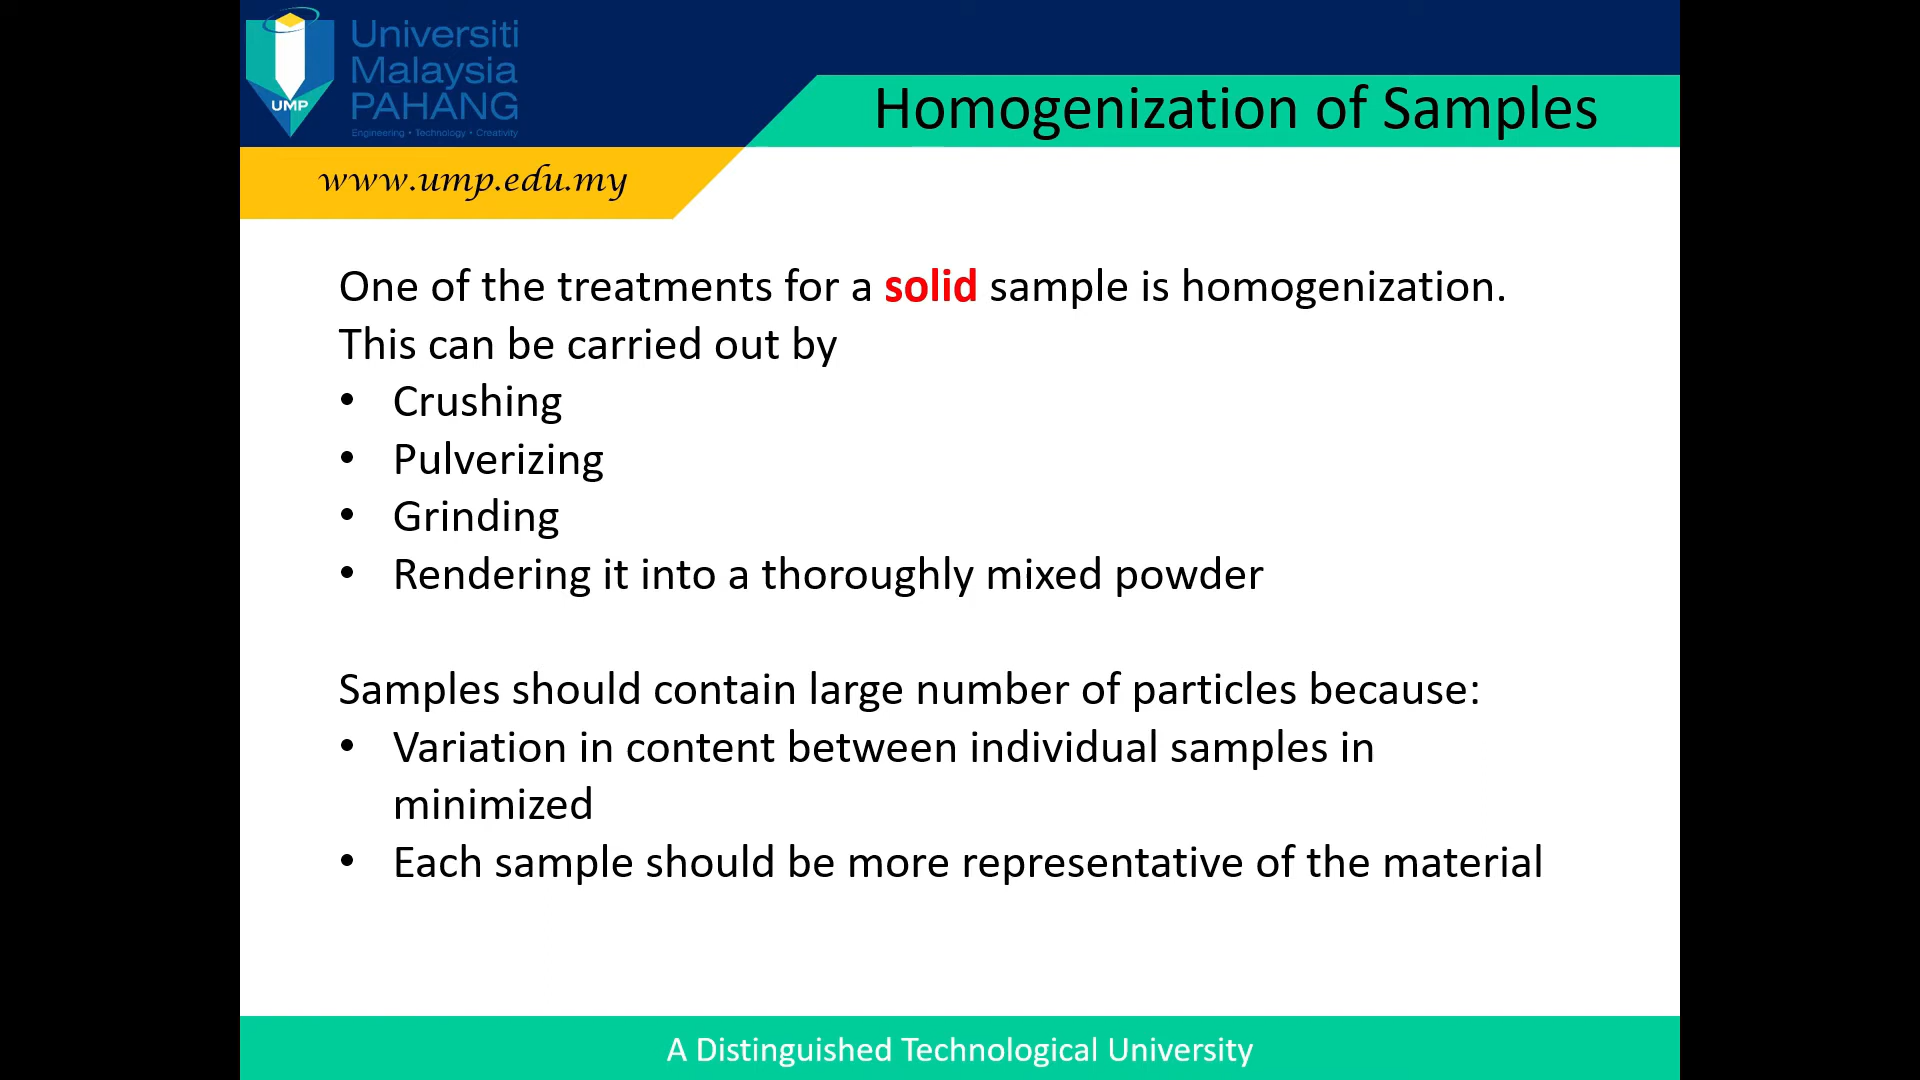 Universiti
Malaysia
PAHANG
Engineering • Technology • Creativity
UMP
Homogenization of Samples
www.ump.edu.my
One of the treatments for a solid sample is homogenization.
This can be carried out by
• Crushing
• Pulverizing
• Grinding
• Rendering it into a thoroughly mixed powder
Samples should contain large number of particles because:
• Variation in content between individual samples in
minimized
• Each sample should be more representative of the material
A Distinguished Technological University